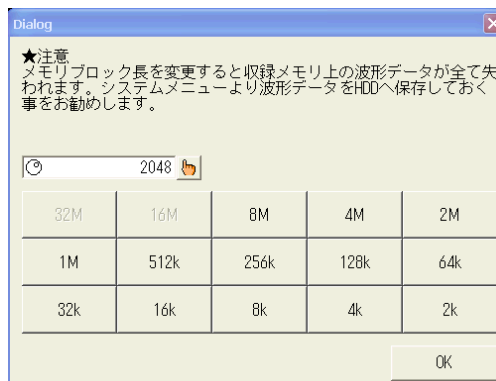 Dialog
★注意
メモリブロック長を変更すると収録メモリ上の波形データが全て失
われます。システムメニューより波形データをHDDへ保存しておく
事をお勧めします。
2048
32M 16M 8M 4M 2M
1M 512k 256k 128k 64k
32k 16k 8k 4k 2k
OK